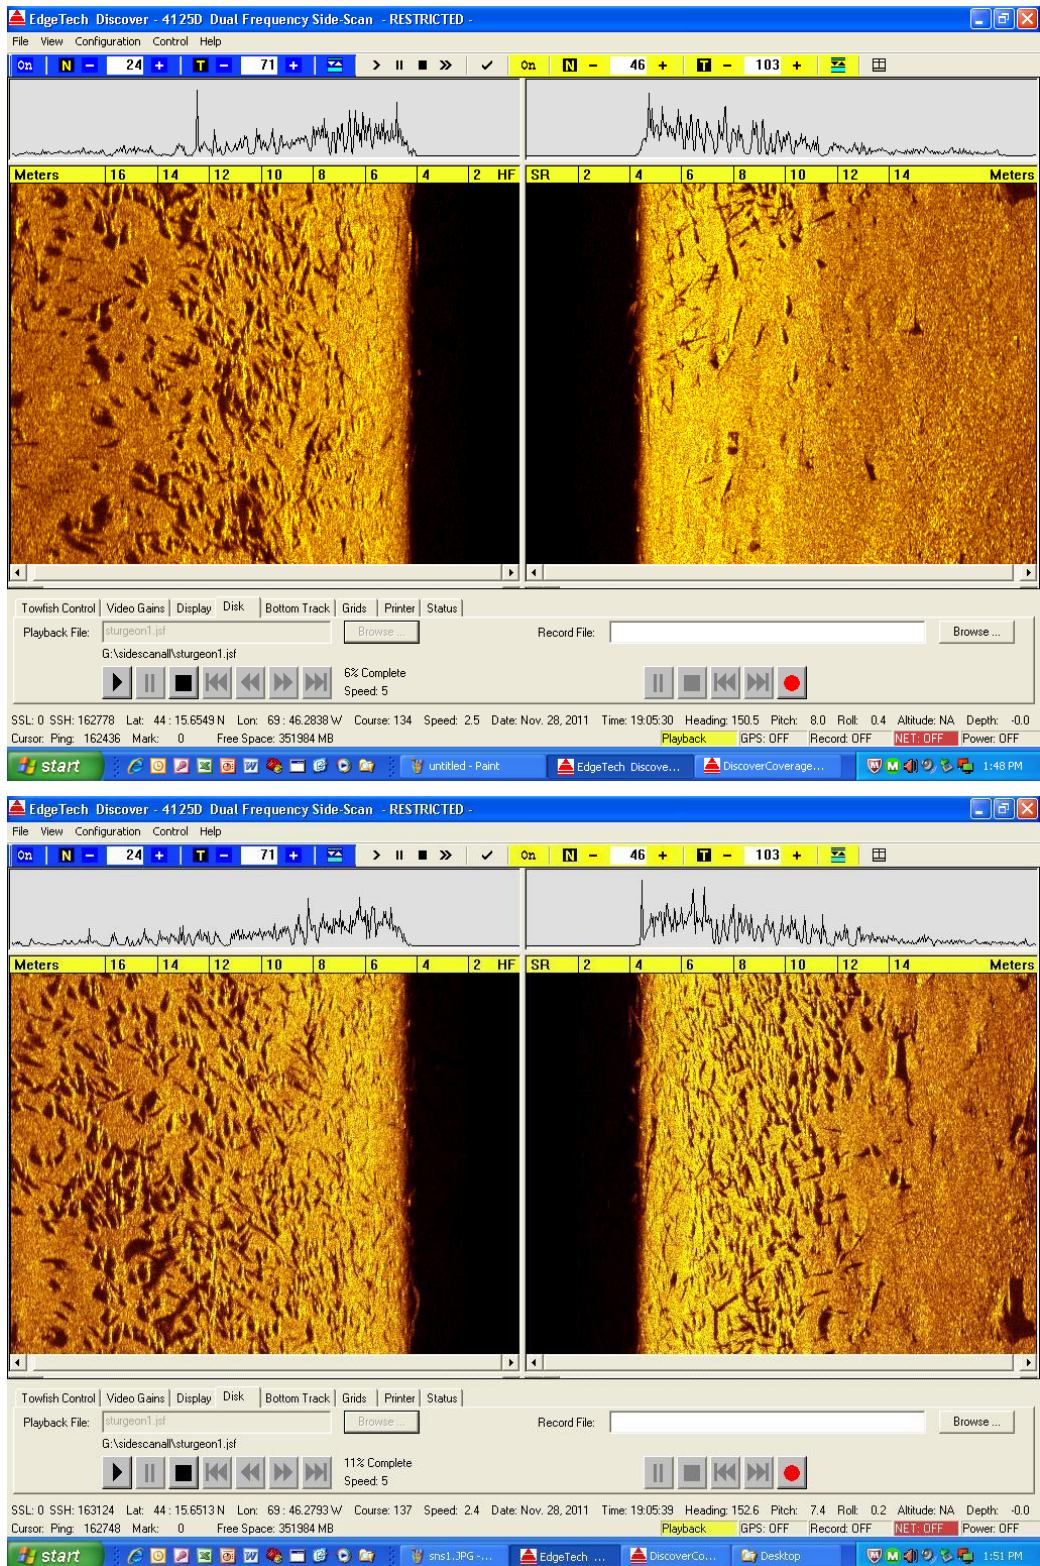 EdgeTech Discover - 4125D Dual Frequency Side-Scan - RESTRICTED -
File View Configuration Control Help
On N - 24 + T - 71 + On N - 46 + T - 103 +
Meters 16 14 12 10 8 6 4 2 HF SR 2 4 6 8 10 12 14 Meters
Towfish Control Video Gains Display Disk Bottom Track Grids Printer Status
Playback File: sturgeon1.jsf Browse ... Record File: Browse ...
G:\sidescanall\sturgeon1.jsf
6% Complete
Speed: 5
SSL: 0 SSH: 162778 Lat: 44 : 15.6549 N Lon: 69 : 46.2838 W Course: 134 Speed: 2.5 Date: Nov. 28, 2011 Time: 19:05:30 Heading: 150.5 Pitch: 8.0 Roll: 0.4 Altitude: NA Depth: -0.0
Cursor: Ping: 162436 Mark: 0 Free Space: 351984 MB Playback GPS: OFF Record: OFF NET: OFF Power: OFF
start untitled - Paint EdgeTech Discove... DiscoverCoverage... 1:48 PM
EdgeTech Discover - 4125D Dual Frequency Side-Scan - RESTRICTED -
File View Configuration Control Help
On N - 24 + T - 71 + On N - 46 + T - 103 +
Meters 16 14 12 10 8 6 4 2 HF SR 2 4 6 8 10 12 14 Meters
Towfish Control Video Gains Display Disk Bottom Track Grids Printer Status
Playback File: sturgeon1.jsf Browse ... Record File: Browse ...
G:\sidescanall\sturgeon1.jsf
11% Complete
Speed: 5
SSL: 0 SSH: 163124 Lat: 44 : 15.6513 N Lon: 69 : 46.2793 W Course: 137 Speed: 2.4 Date: Nov. 28, 2011 Time: 19:05:39 Heading: 152.6 Pitch: 7.4 Roll: 0.2 Altitude: NA Depth: -0.0
Cursor: Ping: 162748 Mark: 0 Free Space: 351984 MB Playback GPS: OFF Record: OFF NET: OFF Power: OFF
start sns1.JPG -... EdgeTech ... DiscoverCo... Desktop 1:51 PM